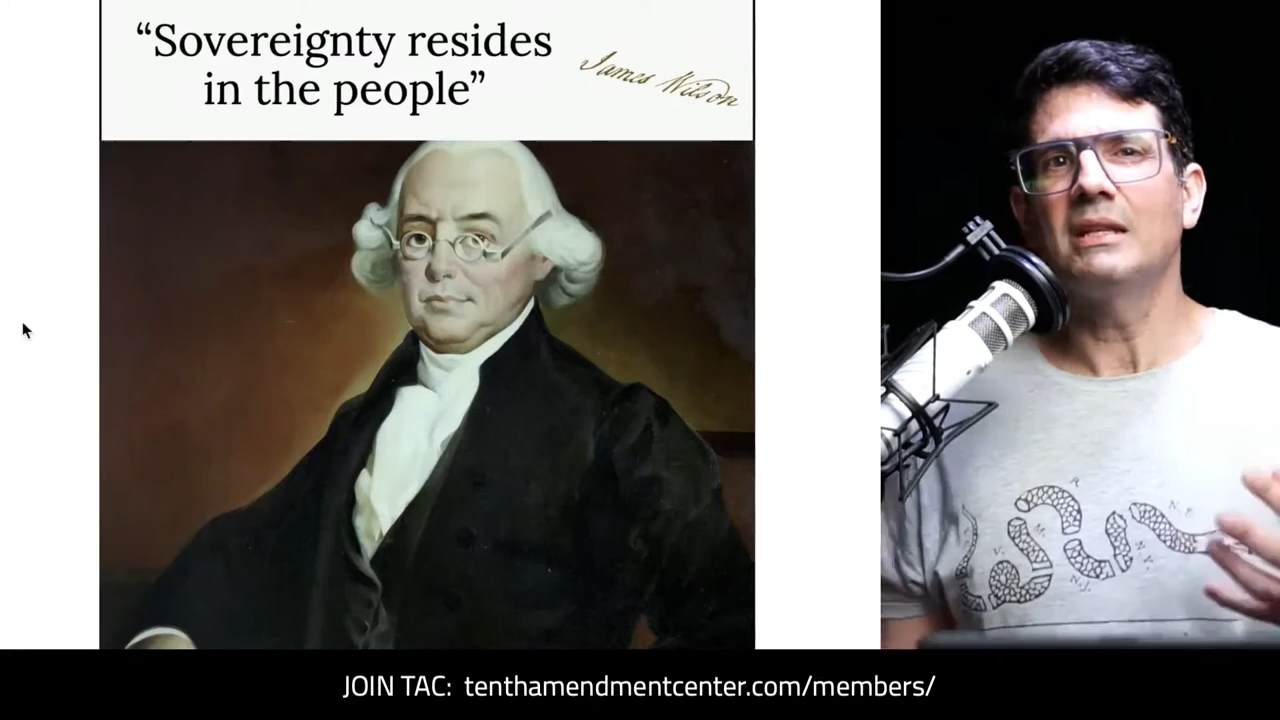 “Sovereignty resides
in the people”
James Wilson
R
N.E.
M.
V.
N.Y.
N.J.
JOIN TAC: tenthamendmentcenter.com/members/